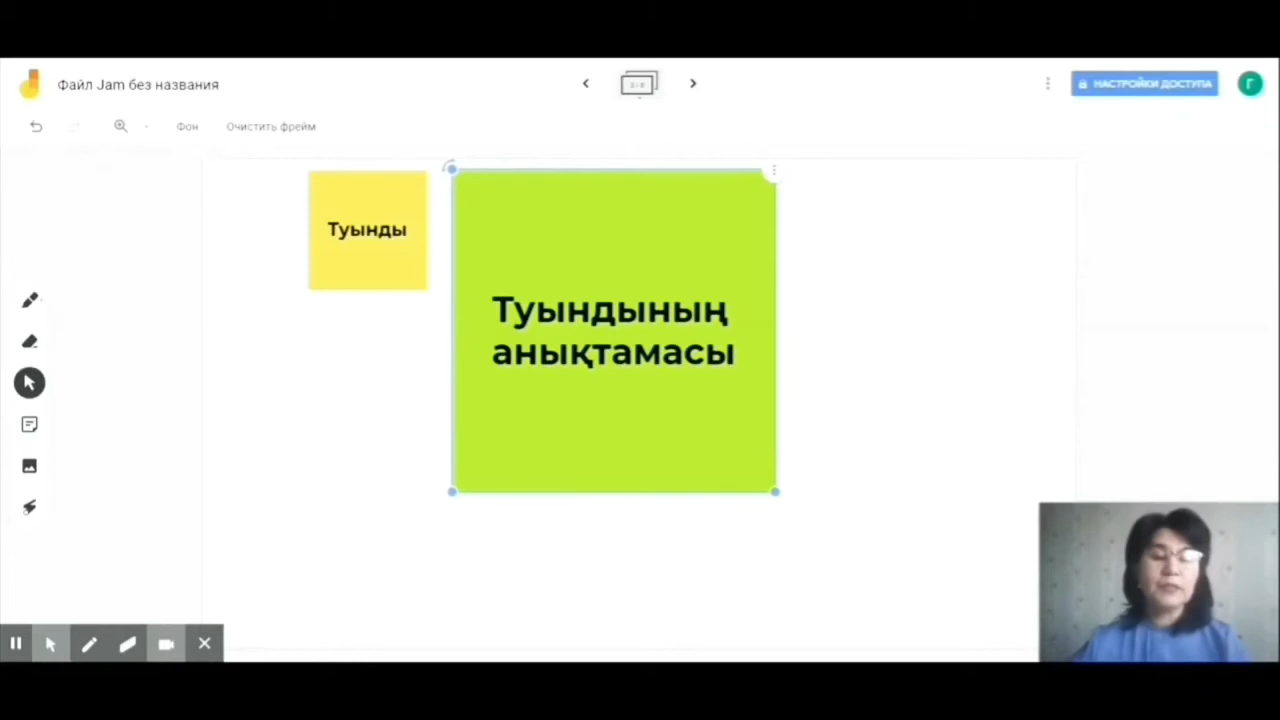 Файл Jam без названия
НАСТРОЙКИ ДОСТУПА
Г
Фон
Очистить фрейм
Туынды
Туындының
анықтамасы